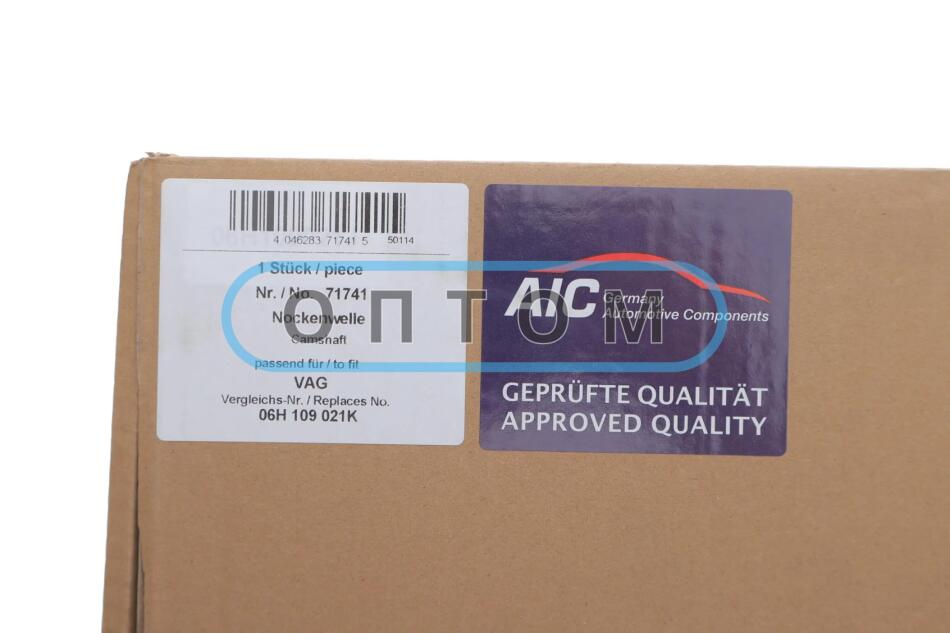 4 046283 71741 5 50114
1 Stück / piece
Nr. / No. 71741
Nockenwelle
Camshaft
passend für / to fit
VAG
Vergleichs-Nr. / Replaces No.
06H 109 021K
AIC Germany
Automotive Components
GEPRÜFTE QUALITÄT
APPROVED QUALITY
ОПТОМ